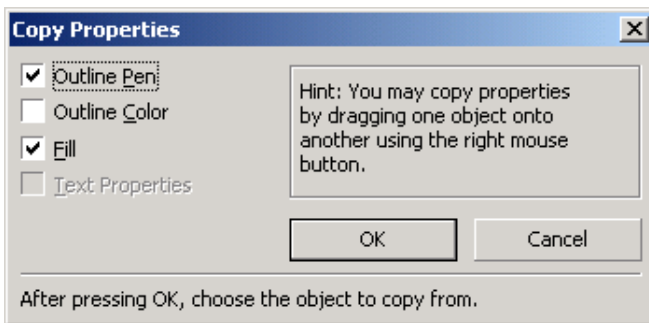 Copy Properties
Outline Pen
Outline Color
Fill
Text Properties
Hint: You may copy properties
by dragging one object onto
another using the right mouse
button.
OK
Cancel
After pressing OK, choose the object to copy from.